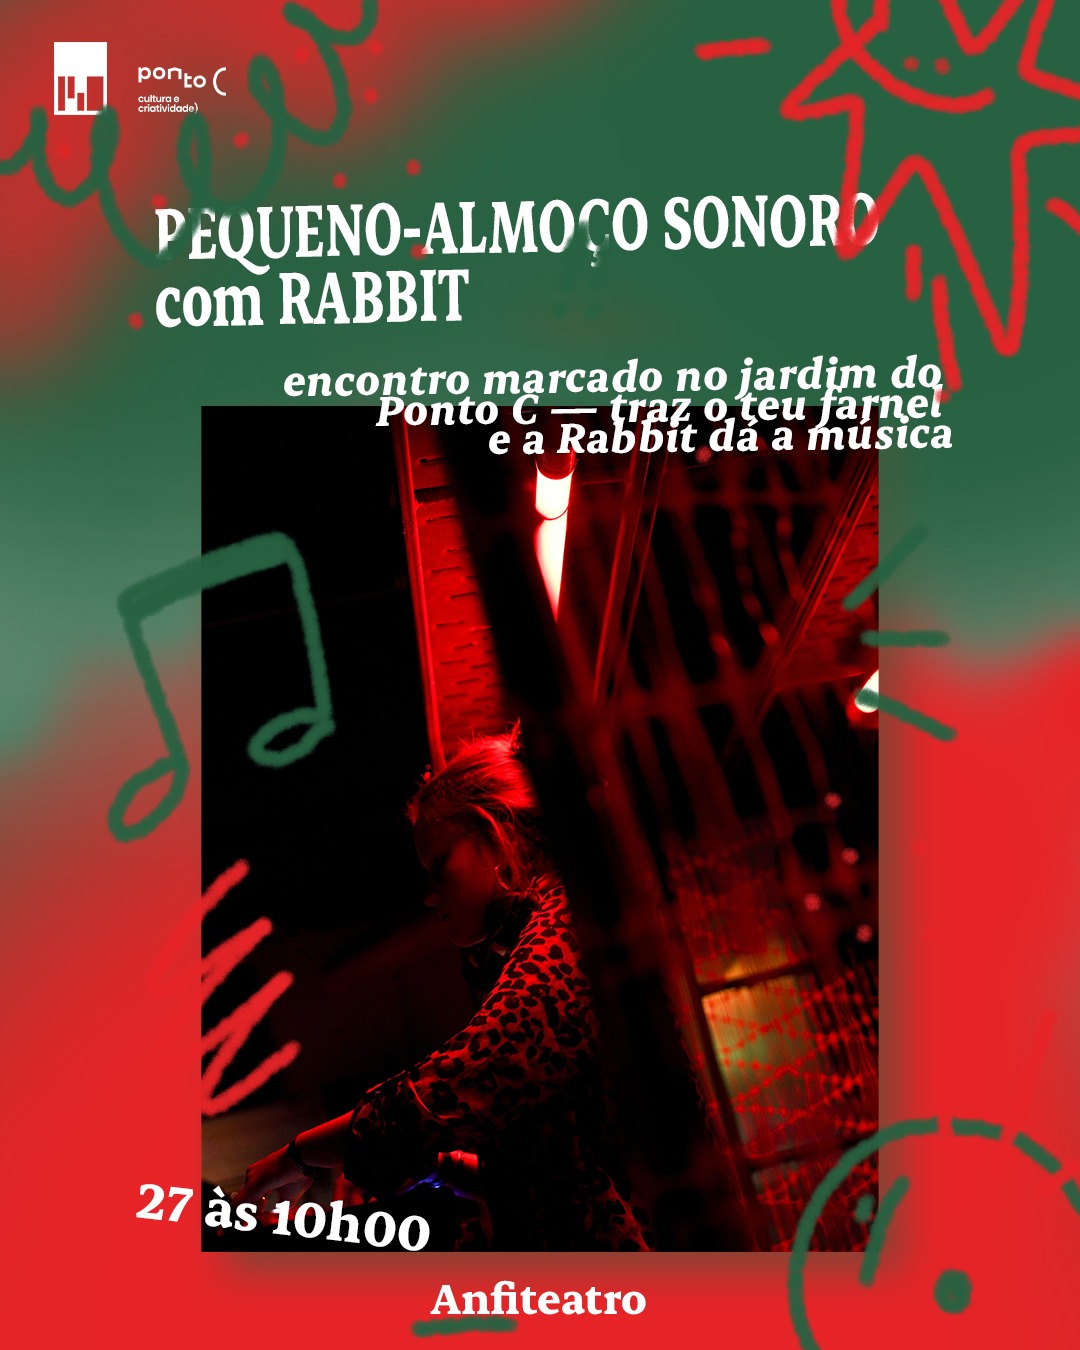 ponto C
cultura e
criatividade)
PEQUENO-ALMOÇO SONORO
com RABBIT
encontro marcado no jardim do
Ponto C — traz o teu farnel
e a Rabbit dá a música
27 às 10h00
Anfiteatro